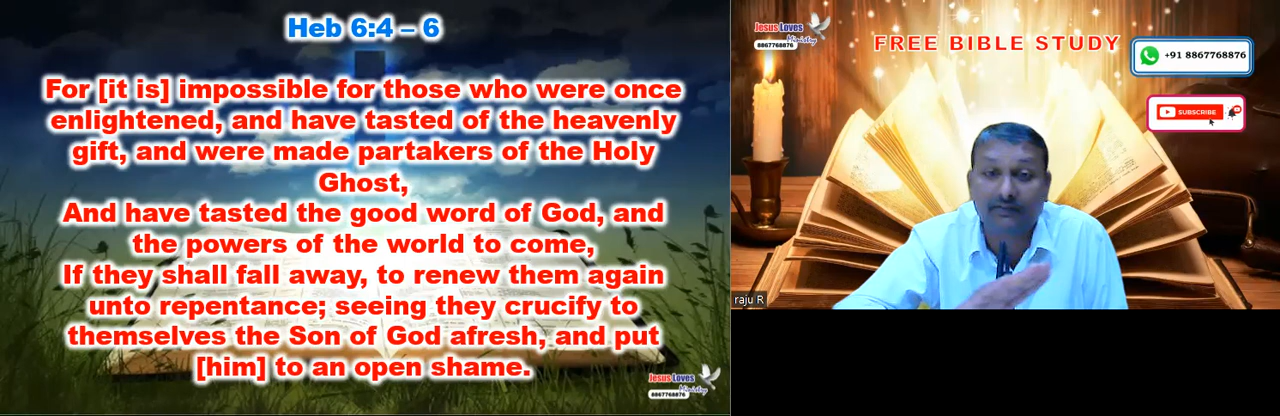 Heb 6:4 – 6
For [it is] impossible for those who were once
enlightened, and have tasted of the heavenly
gift, and were made partakers of the Holy
Ghost,
And have tasted the good word of God, and
the powers of the world to come,
If they shall fall away, to renew them again
unto repentance; seeing they crucify to
themselves the Son of God afresh, and put
[him] to an open shame.
Jesus Loves
Ministry
8867768876
Jesus Loves
Ministry
8867768876
FREE BIBLE STUDY
+91 8867768876
SUBSCRIBE
raju R